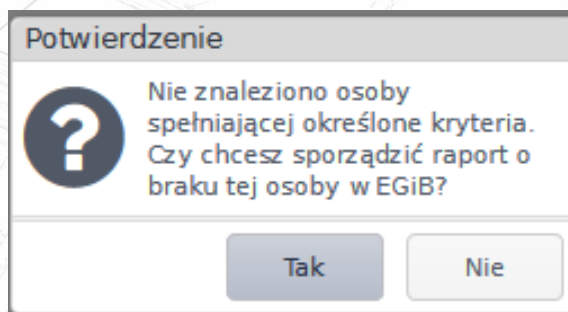 Potwierdzenie
Nie znaleziono osoby
spełniającej określone kryteria.
Czy chcesz sporządzić raport o
braku tej osoby w EGiB?
Tak
Nie